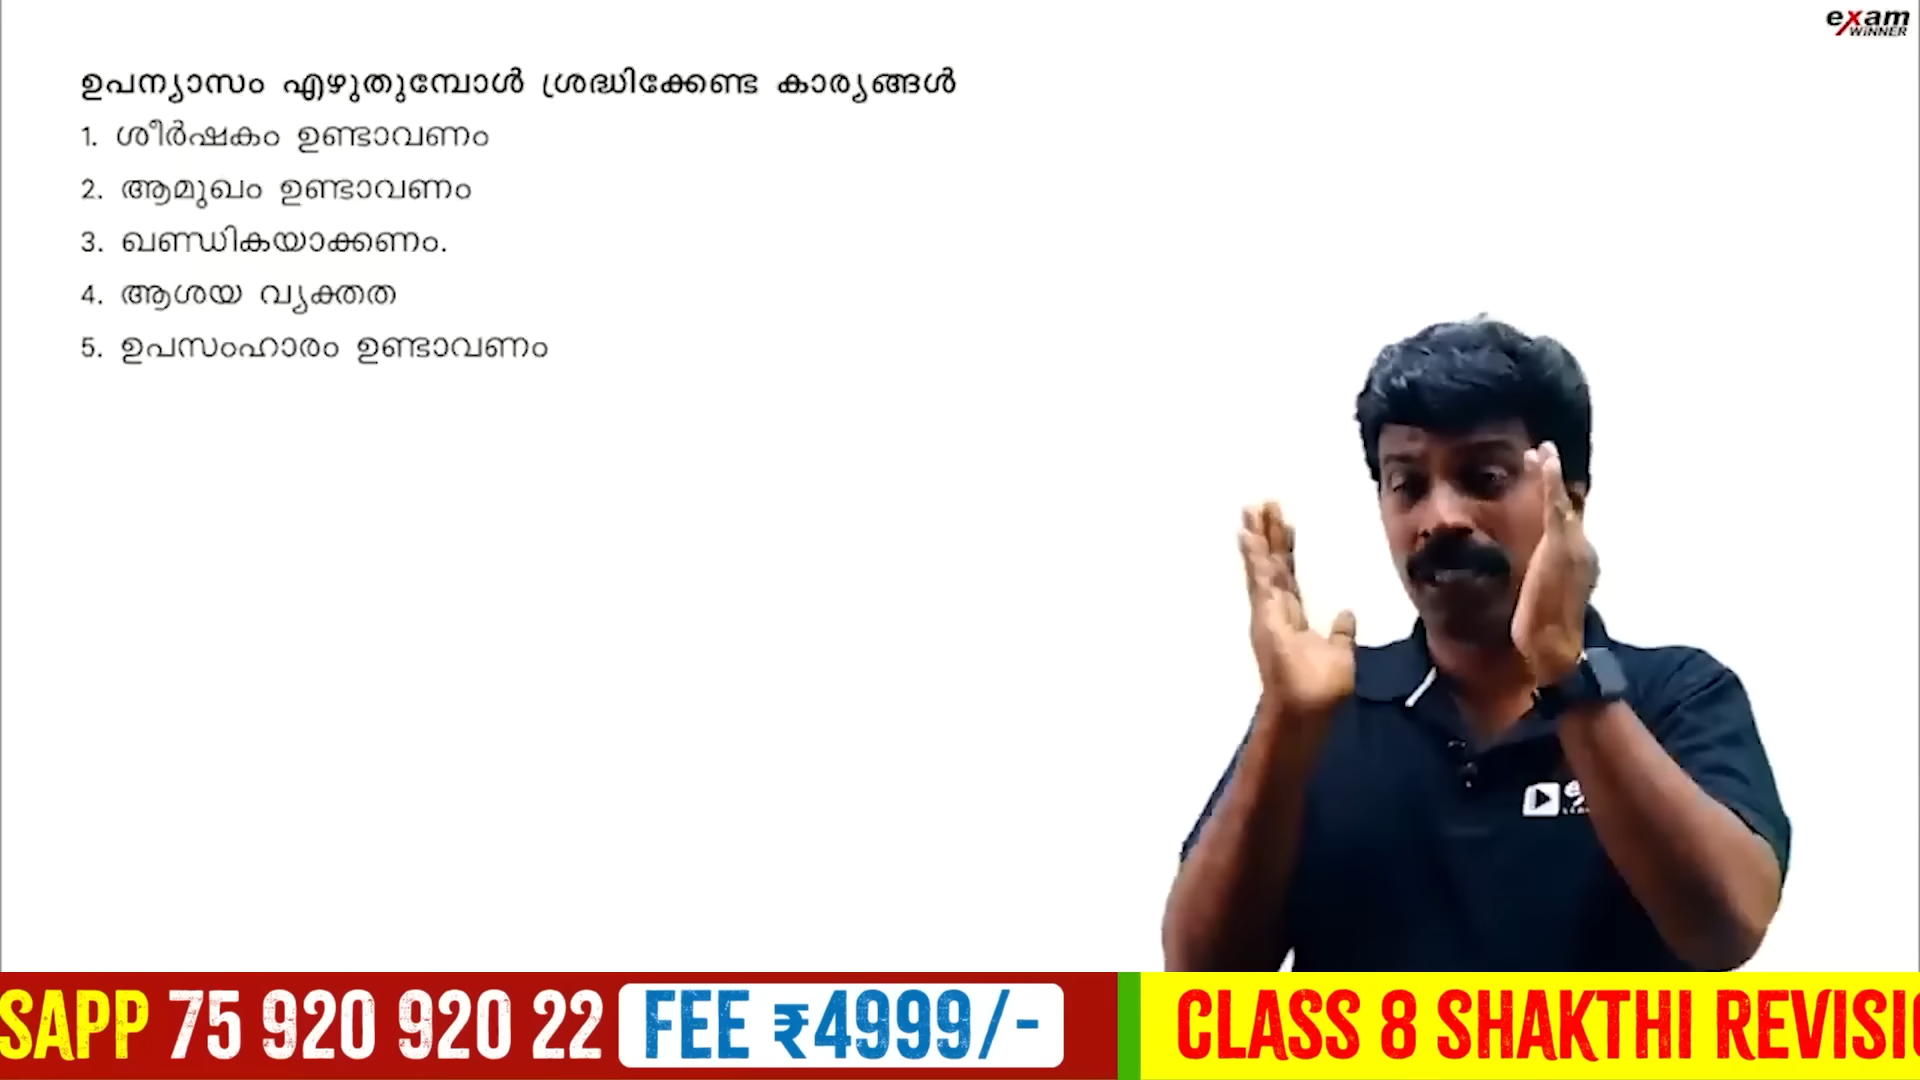 exam
WINNER
ഉപന്യാസം എഴുതുമ്പോൾ ശ്രദ്ധിക്കേണ്ട കാര്യങ്ങൾ
1. ശീർഷകം ഉണ്ടാവണം
2. ആമുഖം ഉണ്ടാവണം
3. ഖണ്ഡികയാക്കണം.
4. ആശയ വ്യക്തത
5. ഉപസംഹാരം ഉണ്ടാവണം
SAPP 75 920 920 22 FEE ₹4999/- CLASS 8 SHAKTHI REVISI